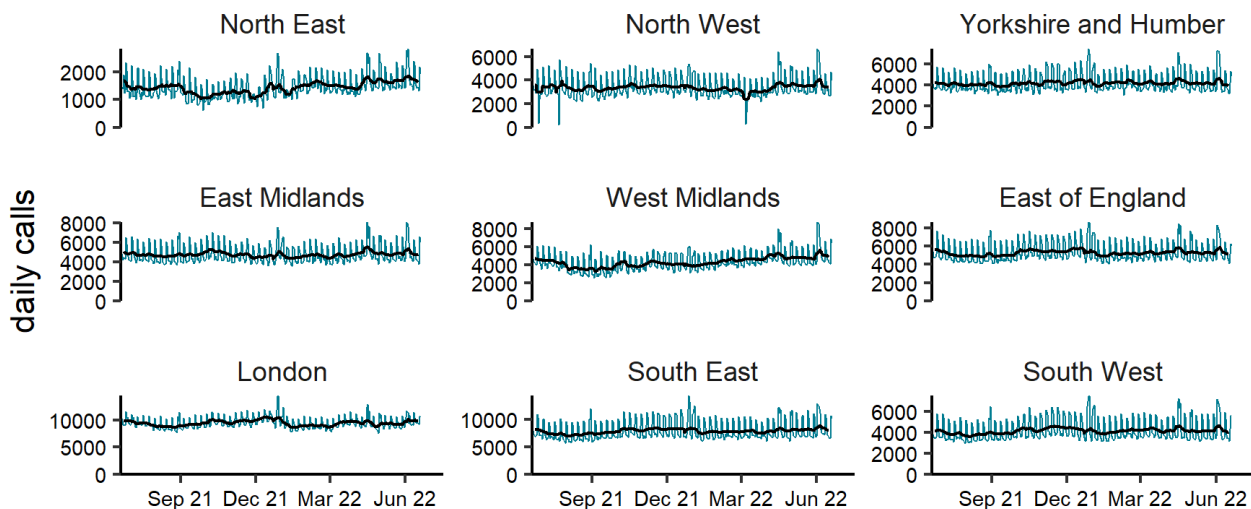 North East
North West
Yorkshire and Humber
2000
1000
0
6000
4000
2000
0
6000
4000
2000
0
daily calls
East Midlands
West Midlands
East of England
8000
6000
4000
2000
0
8000
6000
4000
2000
0
8000
6000
4000
2000
0
London
South East
South West
10000
5000
0
10000
5000
0
6000
4000
2000
0
Sep 21 Dec 21 Mar 22 Jun 22
Sep 21 Dec 21 Mar 22 Jun 22
Sep 21 Dec 21 Mar 22 Jun 22